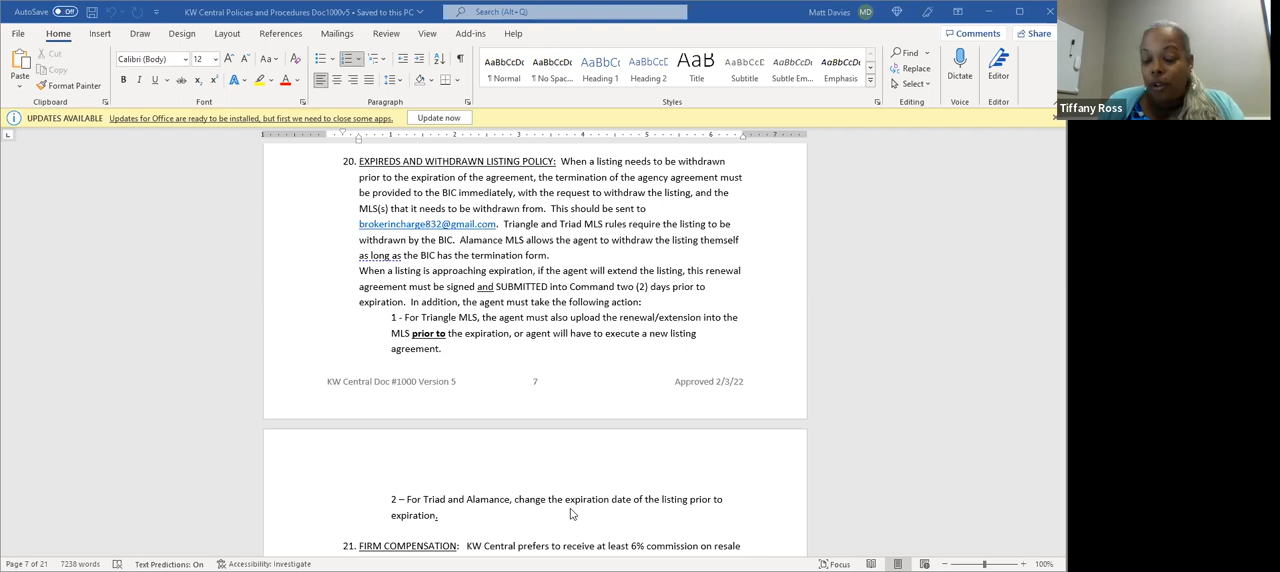 AutoSave Off KW Central Policies and Procedures Doc1000v5 • Saved to this PC Search (Alt+Q) Matt Davies MD
File Home Insert Draw Design Layout References Mailings Review View Add-ins Help Comments Share
Paste Cut Copy Format Painter Clipboard
Calibri (Body) 12 Font
Paragraph
AaBbCcDc ¶ Normal AaBbCcDc ¶ No Spac... AaBbC( Heading 1 AaBbCcC Heading 2 AaB Title AaBbCcC Subtitle AaBbCcDc Subtle Em... AaBbCcDc Emphasis Styles
Find Replace Select Editing
Dictate Voice
Editor Editor
Tiffany Ross
UPDATES AVAILABLE Updates for Office are ready to be installed, but first we need to close some apps. Update now
1 1 2 3 4 5 6 7
20. EXPIREDS AND WITHDRAWN LISTING POLICY: When a listing needs to be withdrawn
prior to the expiration of the agreement, the termination of the agency agreement must
be provided to the BIC immediately, with the request to withdraw the listing, and the
MLS(s) that it needs to be withdrawn from. This should be sent to
brokerincharge832@gmail.com. Triangle and Triad MLS rules require the listing to be
withdrawn by the BIC. Alamance MLS allows the agent to withdraw the listing themself
as long as the BIC has the termination form.
When a listing is approaching expiration, if the agent will extend the listing, this renewal
agreement must be signed and SUBMITTED into Command two (2) days prior to
expiration. In addition, the agent must take the following action:
1 - For Triangle MLS, the agent must also upload the renewal/extension into the
MLS prior to the expiration, or agent will have to execute a new listing
agreement.
KW Central Doc #1000 Version 5 7 Approved 2/3/22
2 – For Triad and Alamance, change the expiration date of the listing prior to
expiration.
21. FIRM COMPENSATION: KW Central prefers to receive at least 6% commission on resale
Page 7 of 21 7238 words Text Predictions: On Accessibility: Investigate Focus 100%